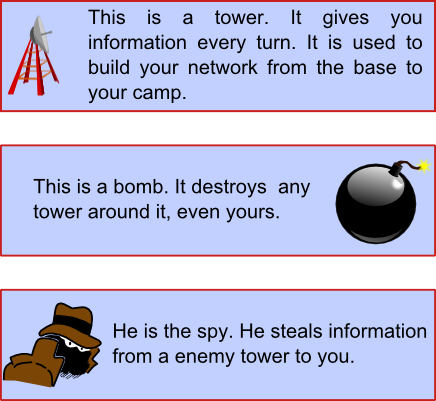 This is a tower. It gives you
information every turn. It is used to
build your network from the base to
your camp.
This is a bomb. It destroys any
tower around it, even yours.
He is the spy. He steals information
from a enemy tower to you.